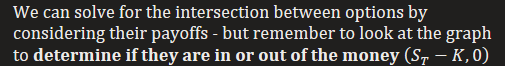 We can solve for the intersection between options by
considering their payoffs - but remember to look at the graph
to determine if they are in or out of the money (S_T − K, 0)